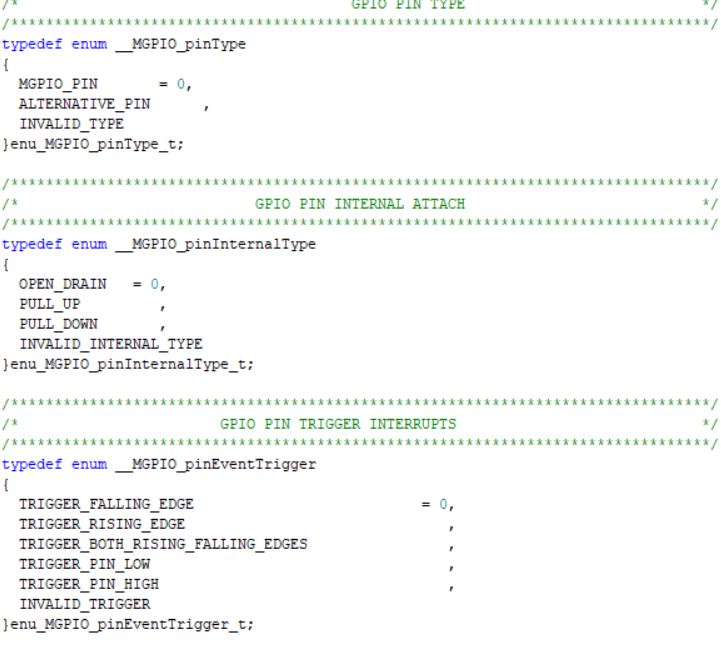 /* GPIO PIN TYPE */
/*******************************************************************************/
typedef enum __MGPIO_pinType
{
MGPIO_PIN = 0,
ALTERNATIVE_PIN ,
INVALID_TYPE
}enu_MGPIO_pinType_t;
/*******************************************************************************/
/* GPIO PIN INTERNAL ATTACH */
/*******************************************************************************/
typedef enum __MGPIO_pinInternalType
{
OPEN_DRAIN = 0,
PULL_UP ,
PULL_DOWN ,
INVALID_INTERNAL_TYPE
}enu_MGPIO_pinInternalType_t;
/*******************************************************************************/
/* GPIO PIN TRIGGER INTERRUPTS */
/*******************************************************************************/
typedef enum __MGPIO_pinEventTrigger
{
TRIGGER_FALLING_EDGE = 0,
TRIGGER_RISING_EDGE ,
TRIGGER_BOTH_RISING_FALLING_EDGES ,
TRIGGER_PIN_LOW ,
TRIGGER_PIN_HIGH ,
INVALID_TRIGGER
}enu_MGPIO_pinEventTrigger_t;